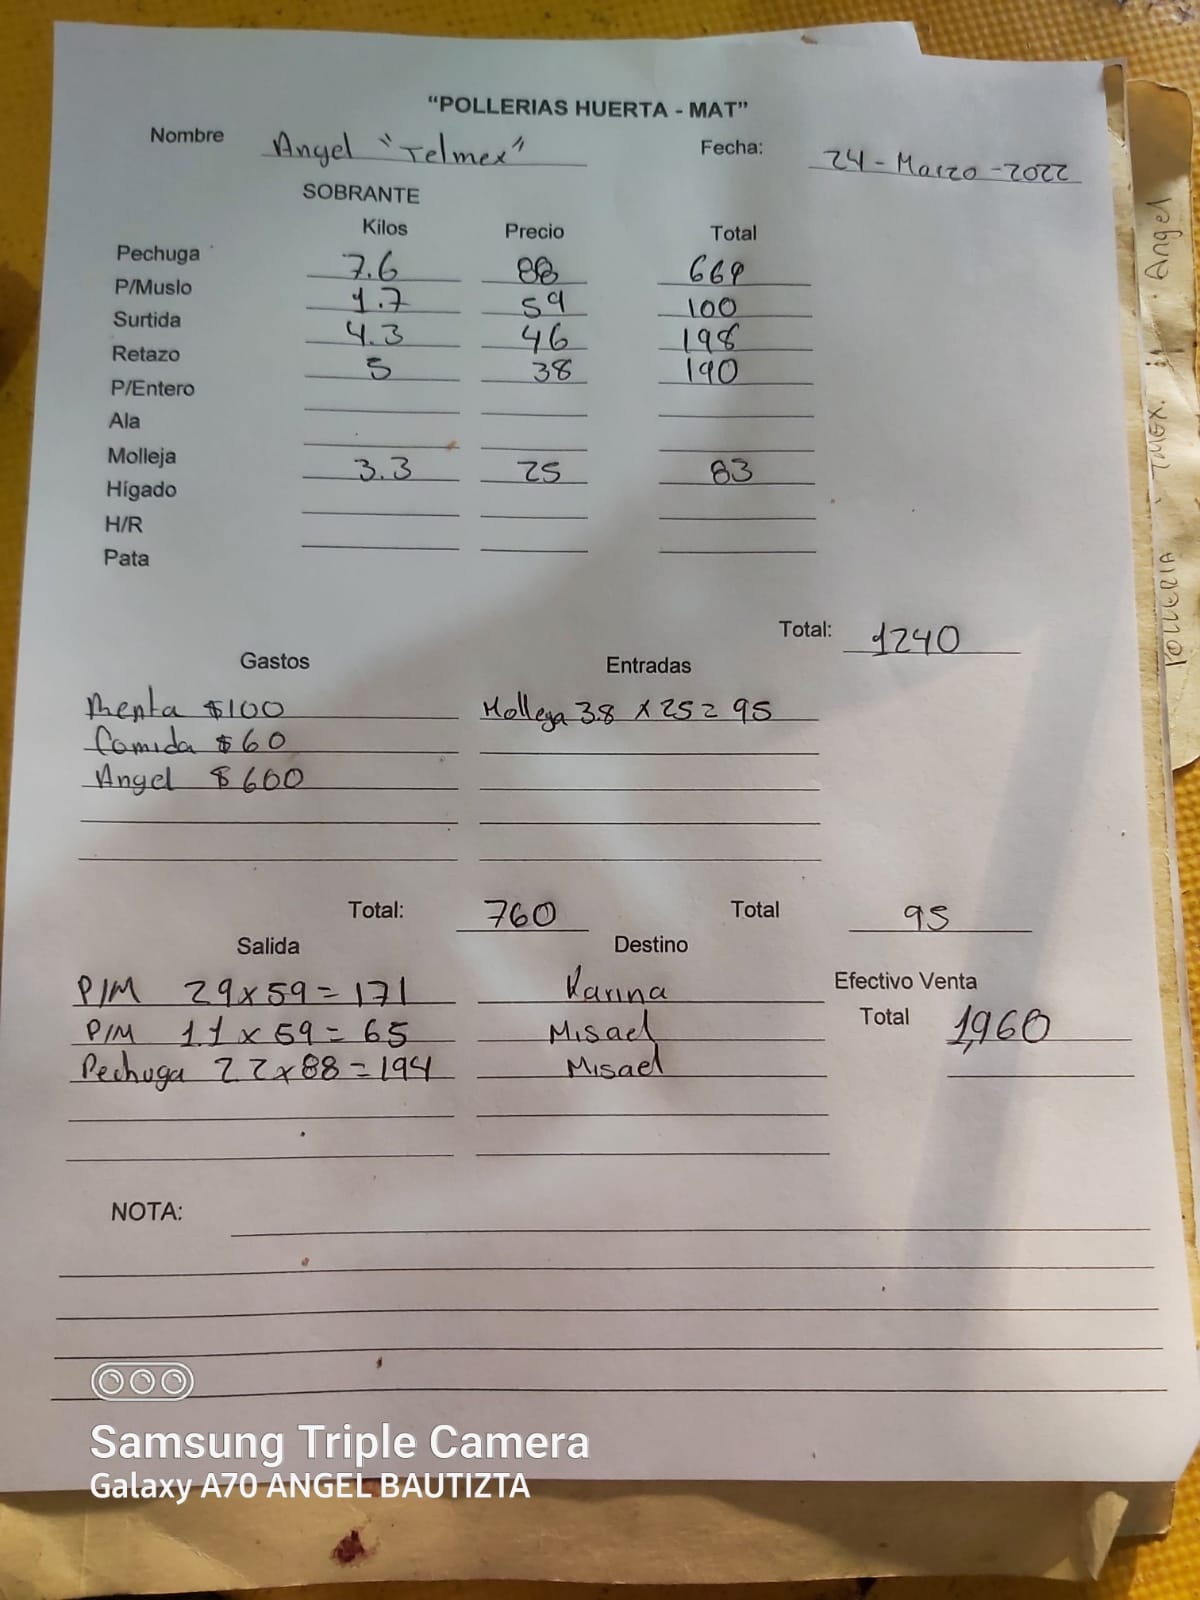 "POLLERIAS HUERTA - MAT"
Nombre Angel "Telmex" Fecha: 24 - Marzo - 2022
SOBRANTE
Kilos Precio Total
Pechuga 7.6 88 669
P/Muslo 1.7 59 100
Surtida 4.3 46 198
Retazo 5 38 190
P/Entero
Ala
Molleja 3.3 25 83
Hígado
H/R
Pata
Total: 1240
Gastos Entradas
Renta $100 Mollega 3.8 x 25 = 95
Comida $60
Angel $600
Total: 760 Total 95
Salida Destino
P/M 2.9 x 59 = 171 Karina
P/M 1.1 x 59 = 65 Misael
Pechuga 2.2 x 88 = 194 Misael
Efectivo Venta
Total 1,960
NOTA:
POLLERIA TMEX. Angel
Samsung Triple Camera
Galaxy A70 ANGEL BAUTIZTA